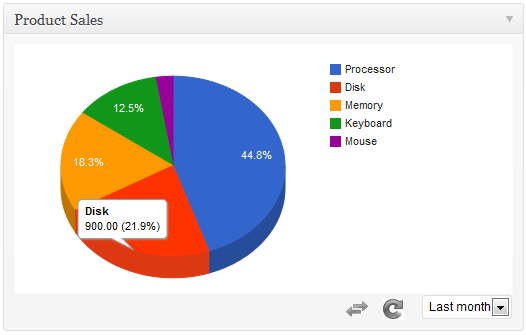 Product Sales
Processor
Disk
Memory
Keyboard
Mouse
12.5%
44.8%
18.3%
Disk
900.00 (21.9%)
Last month